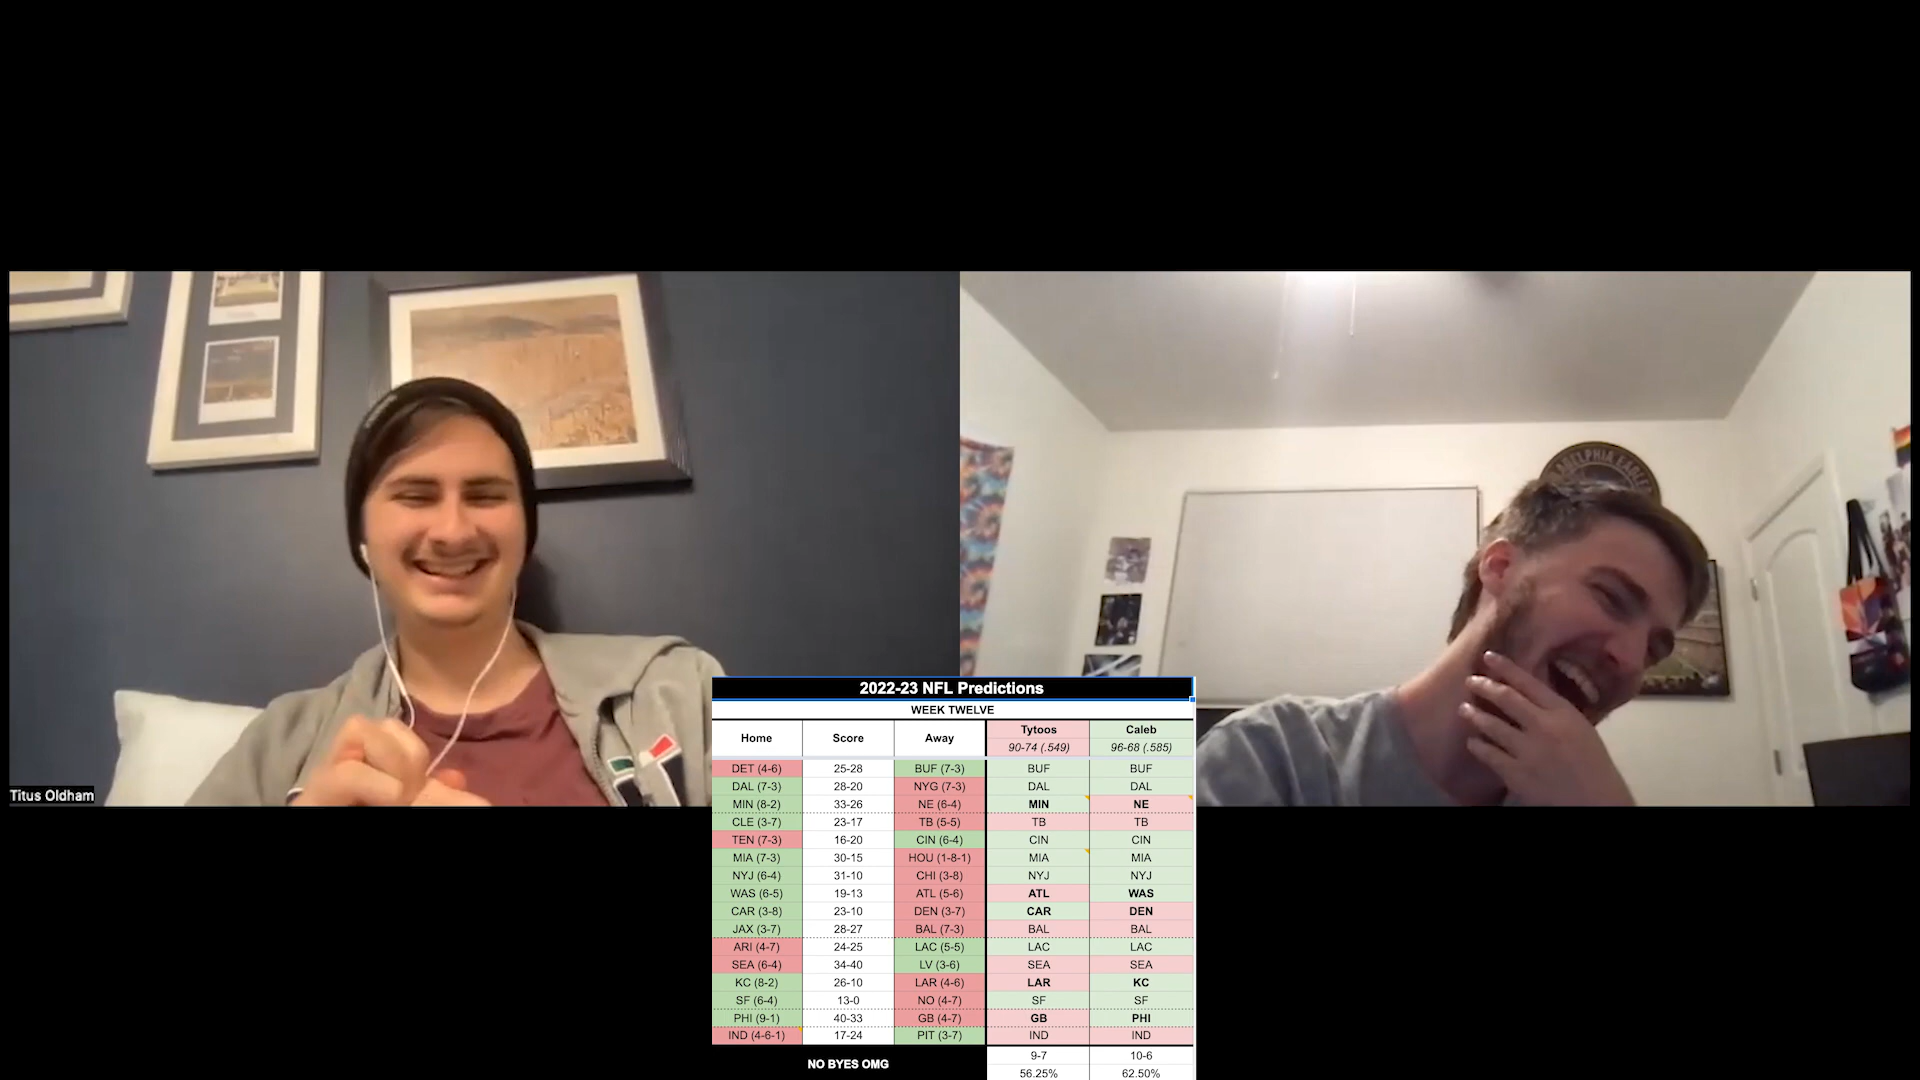 PHILADELPHIA EAGLES
Titus Oldham
2022-23 NFL Predictions
WEEK TWELVE
Home Score Away Tytoos Caleb
90-74 (.549) 96-68 (.585)
DET (4-6) 25-28 BUF (7-3) BUF BUF
DAL (7-3) 28-20 NYG (7-3) DAL DAL
MIN (8-2) 33-26 NE (6-4) MIN NE
CLE (3-7) 23-17 TB (5-5) TB TB
TEN (7-3) 16-20 CIN (6-4) CIN CIN
MIA (7-3) 30-15 HOU (1-8-1) MIA MIA
NYJ (6-4) 31-10 CHI (3-8) NYJ NYJ
WAS (6-5) 19-13 ATL (5-6) ATL WAS
CAR (3-8) 23-10 DEN (3-7) CAR DEN
JAX (3-7) 28-27 BAL (7-3) BAL BAL
ARI (4-7) 24-25 LAC (5-5) LAC LAC
SEA (6-4) 34-40 LV (3-6) SEA SEA
KC (8-2) 26-10 LAR (4-6) LAR KC
SF (6-4) 13-0 NO (4-7) SF SF
PHI (9-1) 40-33 GB (4-7) GB PHI
IND (4-6-1) 17-24 PIT (3-7) IND IND
NO BYES OMG
9-7 10-6
56.25% 62.50%